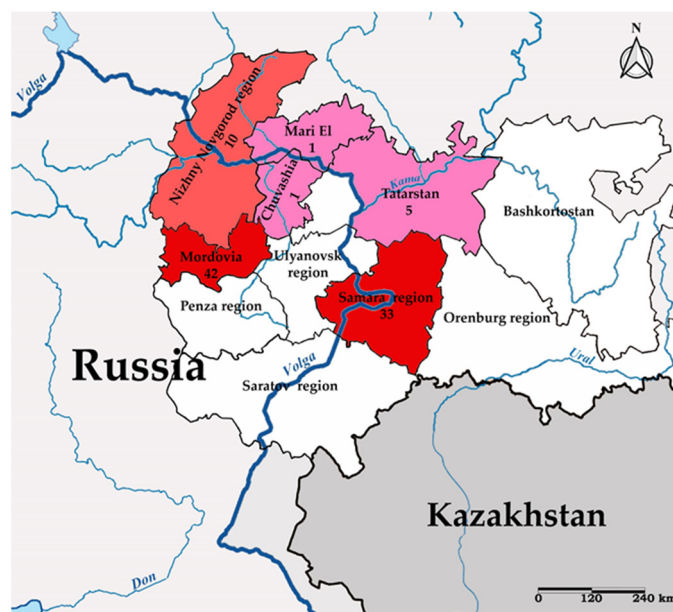 N
Volga
Nizhny Novgorod region
10
Mari El
1
Chuvashia
1
Kama
Tatarstan
5
Bashkortostan
Mordovia
42
Ulyanovsk
region
Penza region
Samara region
33
Orenburg region
Russia
Volga
Ural
Saratov region
Kazakhstan
Don
0 120 240 km